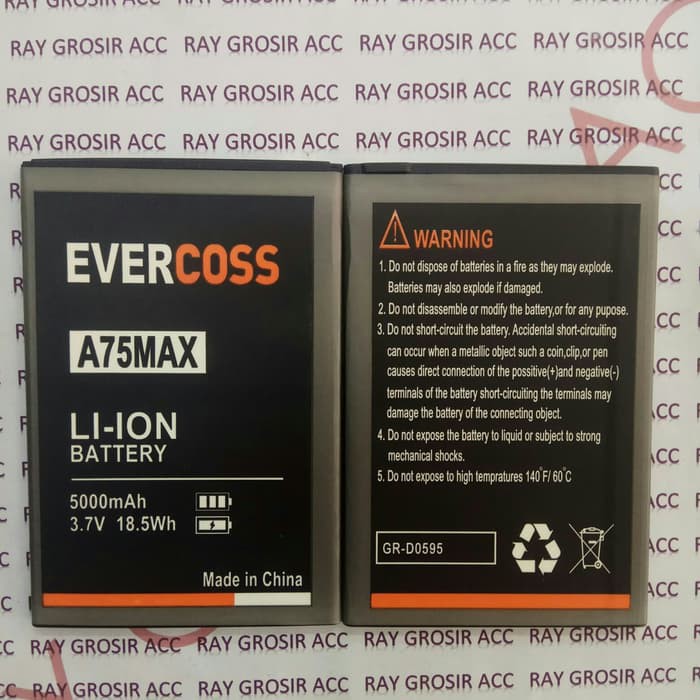 RAY GROSIR ACC RAY GROSIR ACC RAY GROSIR ACC RAY GROSIR ACC
RAY GROSIR ACC RAY GROSIR ACC RAY GROSIR ACC RAY GROSIR ACC
RAY GROSIR ACC RAY GROSIR ACC RAY GROSIR ACC RAY GROSIR ACC
EVERCOSS
A75MAX
LI-ION
BATTERY
5000mAh
3.7V 18.5Wh
Made in China
WARNING
1. Do not dispose of batteries in a fire as they may explode.
Batteries may also explode if damaged.
2. Do not disassemble or modify the battery,or for any pupose.
3. Do not short-circuit the battery. Accidental short-circuiting
can occur when a metallic object such a coin,clip,or pen
causes direct connection of the possitive(+)and negative(-)
terminals of the battery short-circuiting the terminals may
damage the battery of the connecting object.
4. Do not expose the battery to liquid or subject to strong
mechanical shocks.
5. Do not expose to high tempratures 140°F/ 60°C
GR-D0595
RAY GROSIR ACC RAY GROSIR ACC RAY GROSIR ACC RAY GROSIR ACC
RAY GROSIR ACC RAY GROSIR ACC RAY GROSIR ACC RAY GROSIR ACC